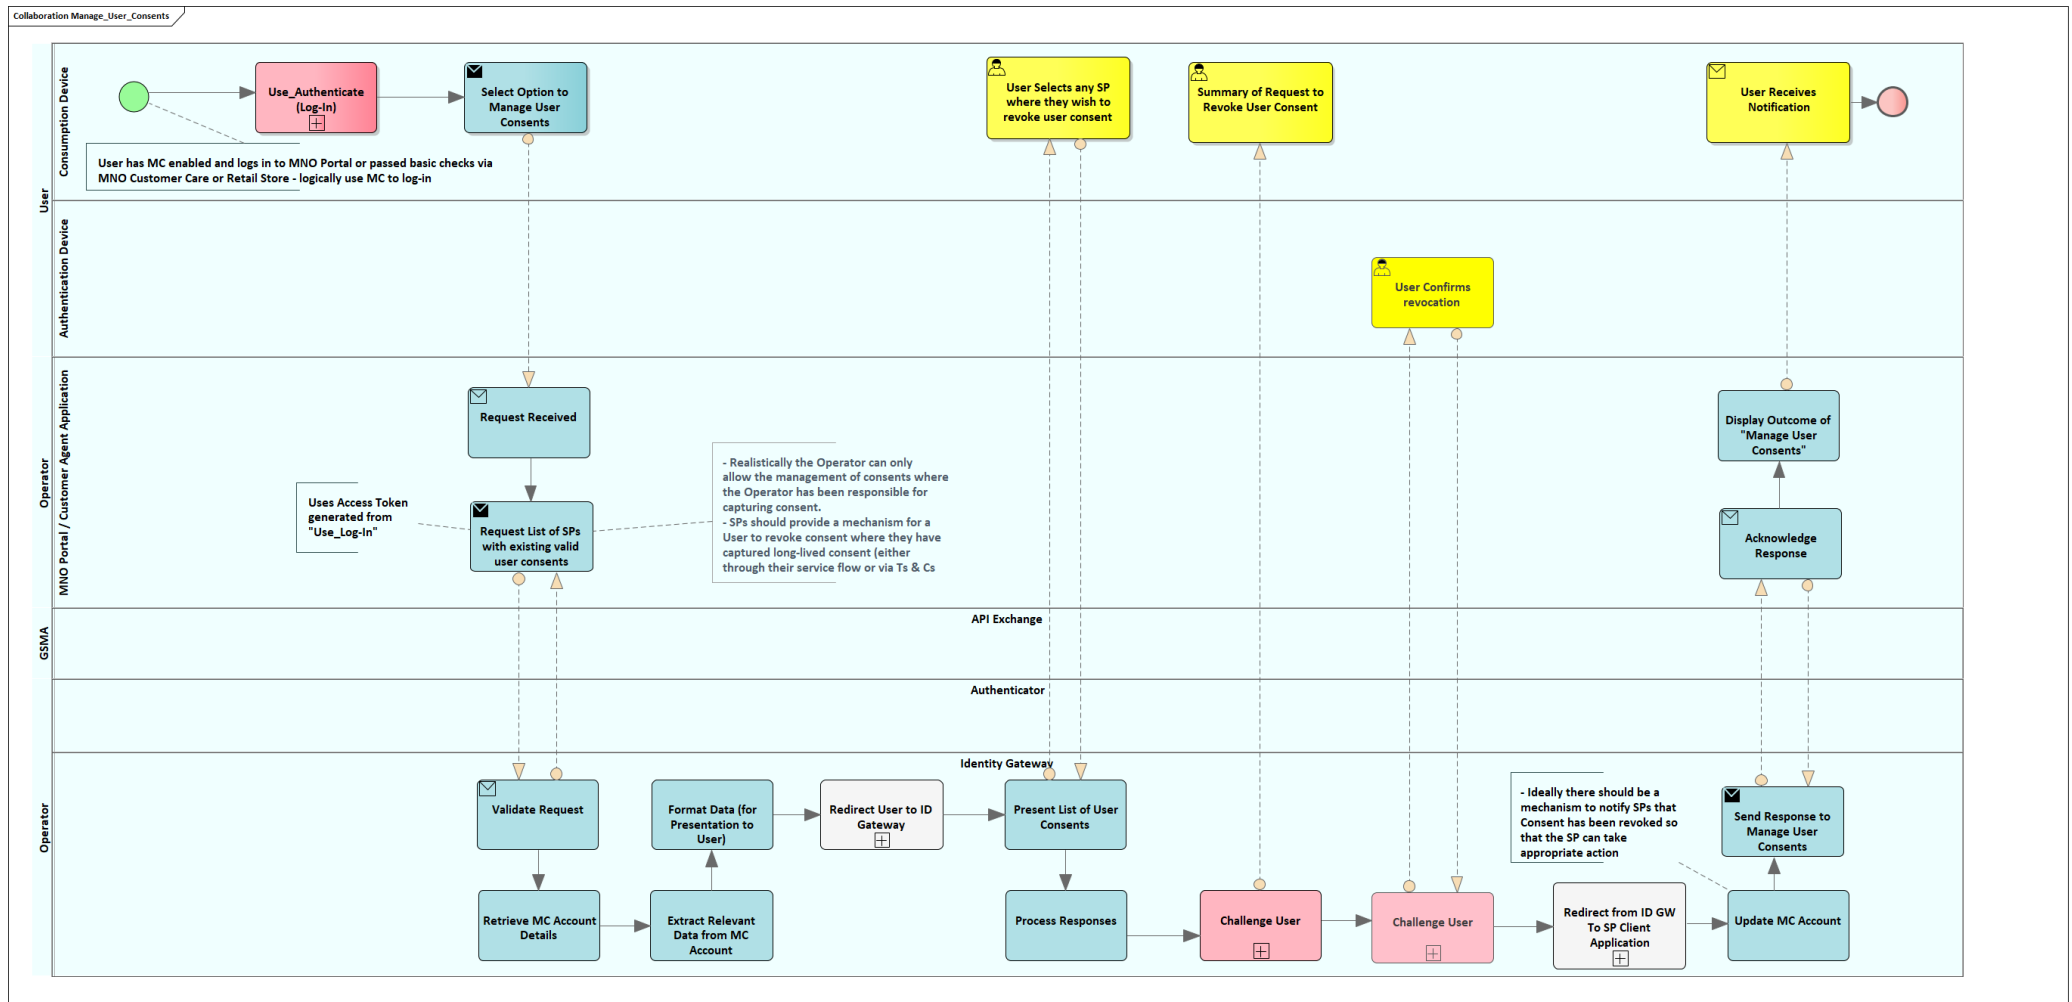 Collaboration Manage_User_Consents
User
Consumption Device
Use_Authenticate
(Log-In)
Select Option to
Manage User
Consents
User Selects any SP
where they wish to
revoke user consent
Summary of Request to
Revoke User Consent
User Receives
Notification
User has MC enabled and logs in to MNO Portal or passed basic checks via
MNO Customer Care or Retail Store - logically use MC to log-in
Authentication Device
User Confirms
revocation
Operator
MNO Portal / Customer Agent Application
Request Received
Uses Access Token
generated from
"Use_Log-In"
Request List of SPs
with existing valid
user consents
- Realistically the Operator can only
allow the management of consents where
the Operator has been responsible for
capturing consent.
- SPs should provide a mechanism for a
User to revoke consent where they have
captured long-lived consent (either
through their service flow or via Ts & Cs
Display Outcome of
"Manage User
Consents"
Acknowledge
Response
GSMA
API Exchange
Authenticator
Operator
Identity Gateway
Validate Request
Format Data (for
Presentation to
User)
Redirect User to ID
Gateway
Present List of User
Consents
- Ideally there should be a
mechanism to notify SPs that
Consent has been revoked so
that the SP can take
appropriate action
Send Response to
Manage User
Consents
Retrieve MC Account
Details
Extract Relevant
Data from MC
Account
Process Responses
Challenge User
Challenge User
Redirect from ID GW
To SP Client
Application
Update MC Account